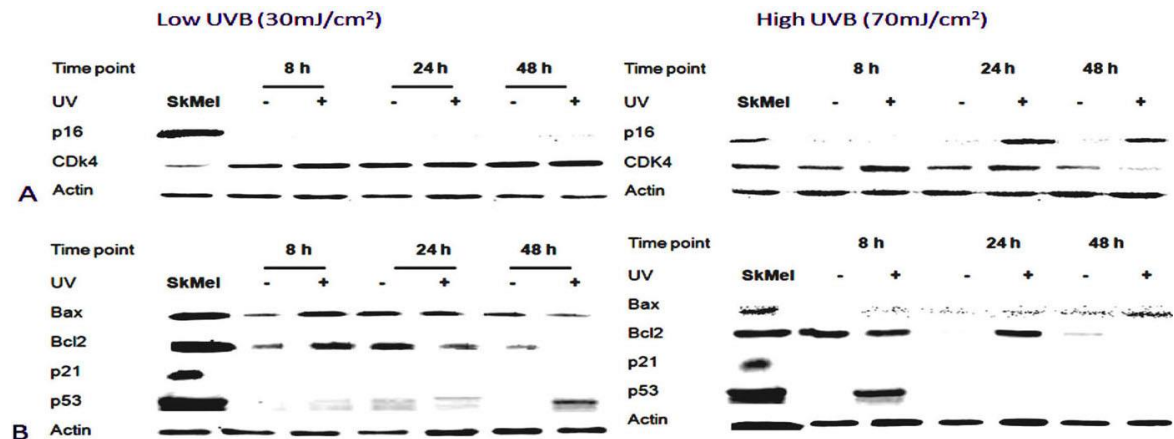 Low UVB (30mJ/cm²)
Time point 8 h 24 h 48 h
UV SkMel - + - + - +
p16
CDk4
Actin
A
High UVB (70mJ/cm²)
Time point 8 h 24 h 48 h
UV SkMel - + - + - +
p16
CDK4
Actin
Time point 8 h 24 h 48 h
UV SkMel - + - + - +
Bax
Bcl2
p21
p53
Actin
B
Time point 8 h 24 h 48 h
UV SkMel - + - + - +
Bax
Bcl2
p21
p53
Actin